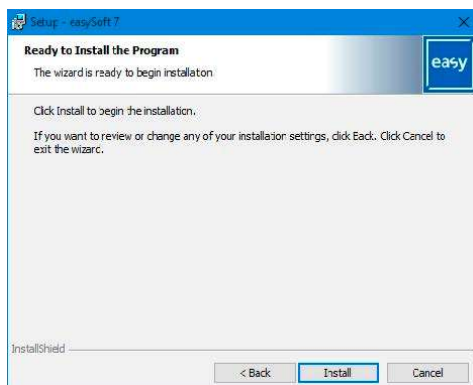 Setup - easySoft 7
Ready to Install the Program
The wizard is ready to begin installation
easy
Click Install to begin the installation.
If you want to review or change any of your installation settings, click Back. Click Cancel to
exit the wizard.
InstallShield
< Back Install Cancel